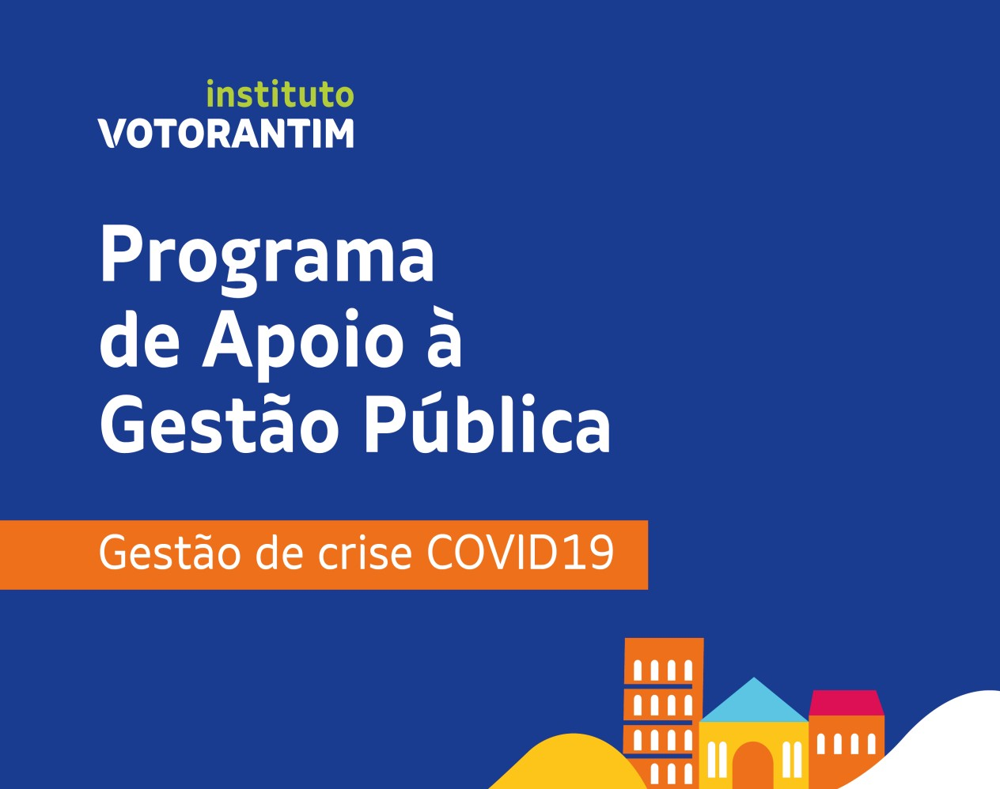 instituto
VOTORANTIM
Programa
de Apoio à
Gestão Pública
Gestão de crise COVID19